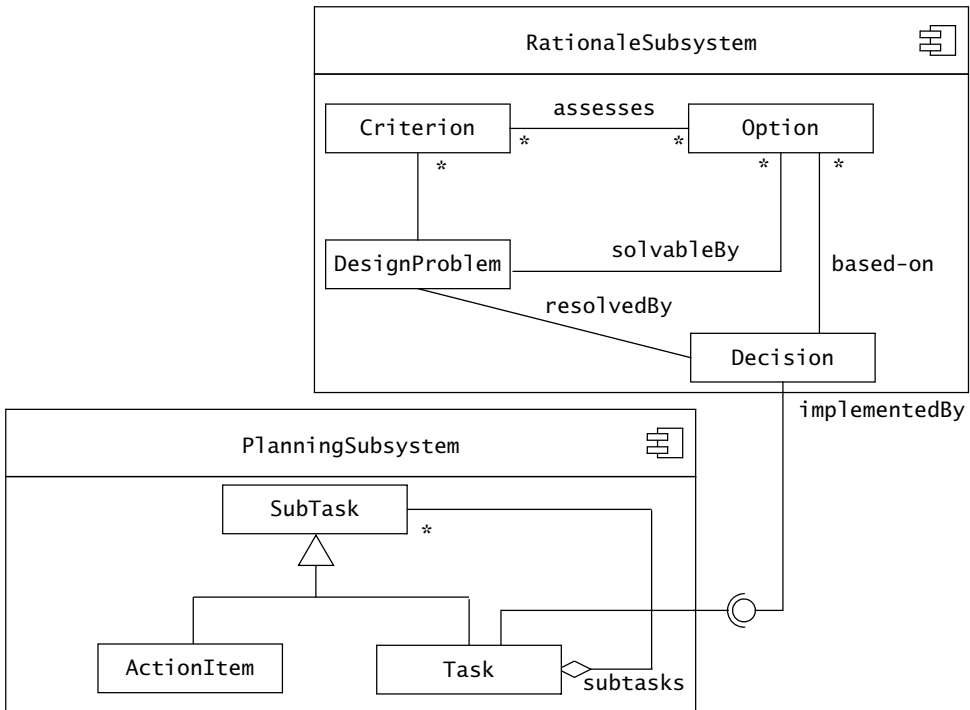 RationaleSubsystem
assesses
Criterion
Option
*
*
*
*
*
solvableBy
DesignProblem
based-on
resolvedBy
Decision
implementedBy
PlanningSubsystem
SubTask
*
ActionItem
Task
subtasks